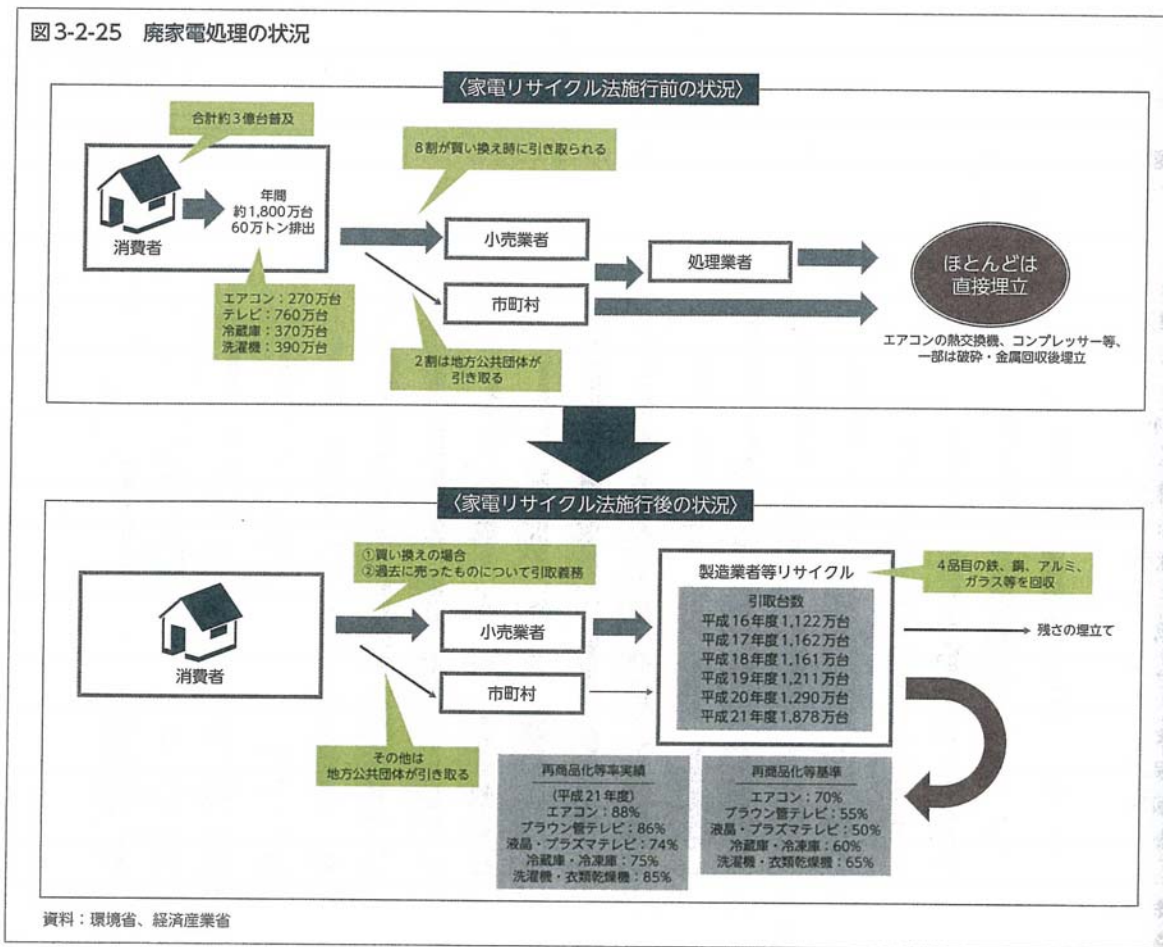 図3-2-25 廃家電処理の状況
〈家電リサイクル法施行前の状況〉
合計約3億台普及
8割が買い換え時に引き取られる
年間
約1,800万台
60万トン排出
消費者
小売業者
処理業者
市町村
ほとんどは
直接埋立
エアコン:270万台
テレビ:760万台
冷蔵庫:370万台
洗濯機:390万台
2割は地方公共団体が
引き取る
エアコンの熱交換機、コンプレッサー等、
一部は破砕・金属回収後埋立
〈家電リサイクル法施行後の状況〉
①買い換えの場合
②過去に売ったものについて引取義務
製造業者等リサイクル
4品目の鉄、銅、アルミ、
ガラス等を回収
消費者
小売業者
市町村
引取台数
平成16年度1,122万台
平成17年度1,162万台
平成18年度1,161万台
平成19年度1,211万台
平成20年度1,290万台
平成21年度1,878万台
残さの埋立て
その他は
地方公共団体が引き取る
再商品化等率実績
(平成21年度)
エアコン:88%
ブラウン管テレビ:86%
液晶・プラズマテレビ:74%
冷蔵庫・冷凍庫:75%
洗濯機・衣類乾燥機:85%
再商品化等基準
エアコン:70%
ブラウン管テレビ:55%
液晶・プラズマテレビ:50%
冷蔵庫・冷凍庫:60%
洗濯機・衣類乾燥機:65%
資料:環境省、経済産業省